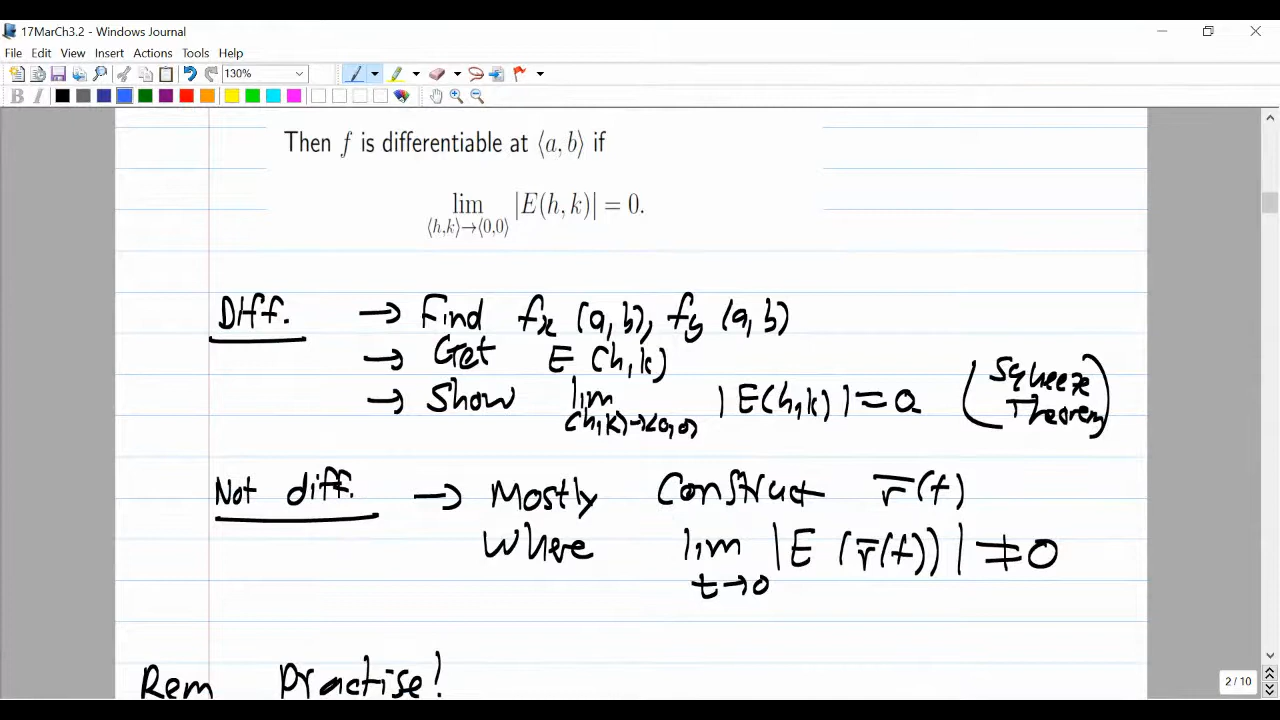 17MarCh3.2 - Windows Journal
File Edit View Insert Actions Tools Help
130%
B I
Then f is differentiable at ⟨a, b⟩ if
lim |E(h, k)| = 0.
⟨h,k⟩→⟨0,0⟩
Diff. → Find fx (a, b), fy (a, b)
→ Get E (h, k)
→ Show lim |E(h,k)| = 0 (Squeeze
⟨h,k⟩→⟨0,0⟩ Theorem)
Not diff. → Mostly Construct r̅(t)
Where lim |E (r̅(t))| ≠ 0
t→0
Rem Practise!
2 / 10